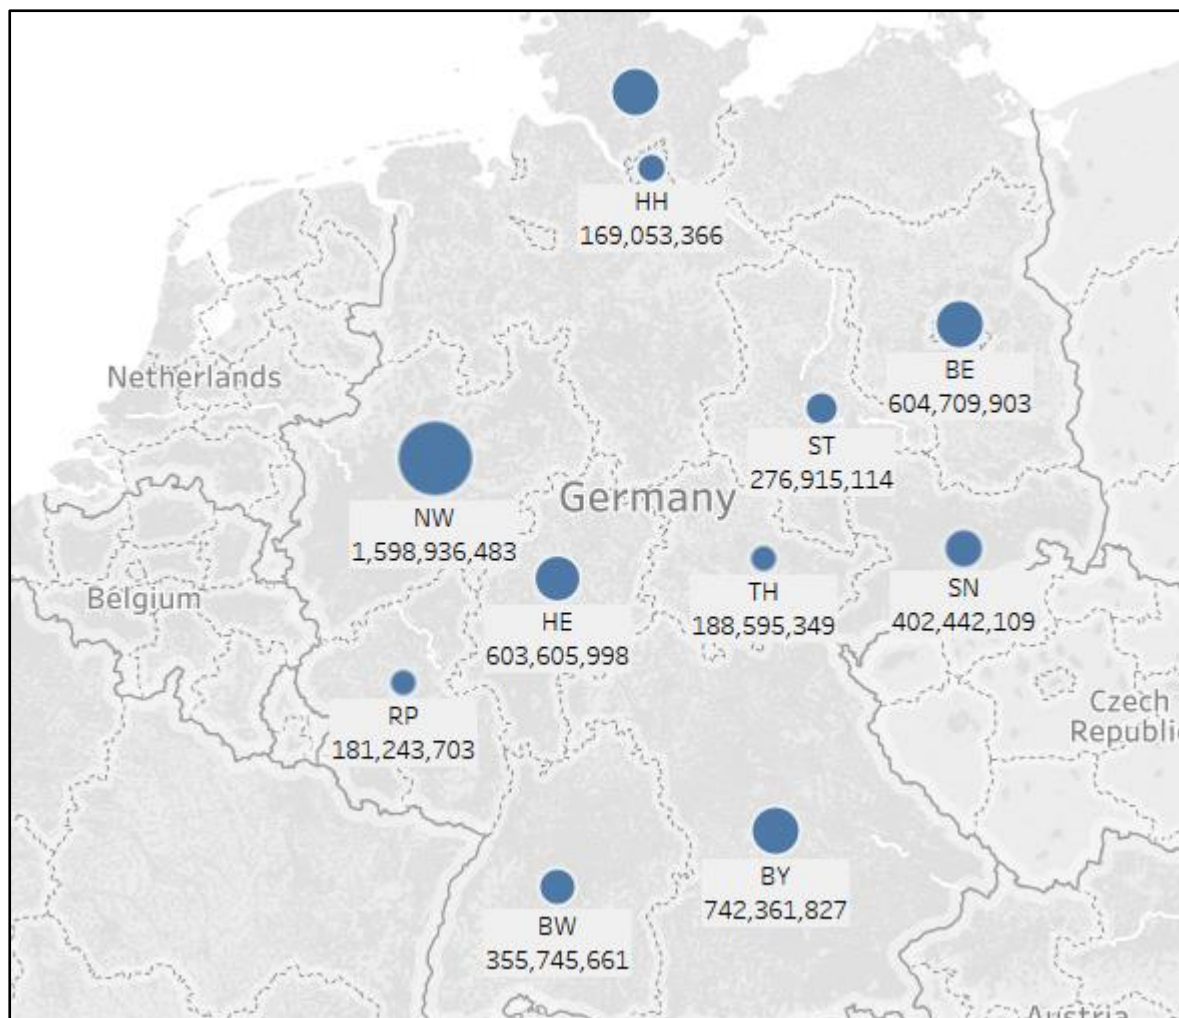 HH
169,053,366
Netherlands
BE
604,709,903
ST
276,915,114
Germany
NW
1,598,936,483
Belgium
HE
603,605,998
TH
188,595,349
SN
402,442,109
RP
181,243,703
Czech
Republic
BY
742,361,827
BW
355,745,661
Austria